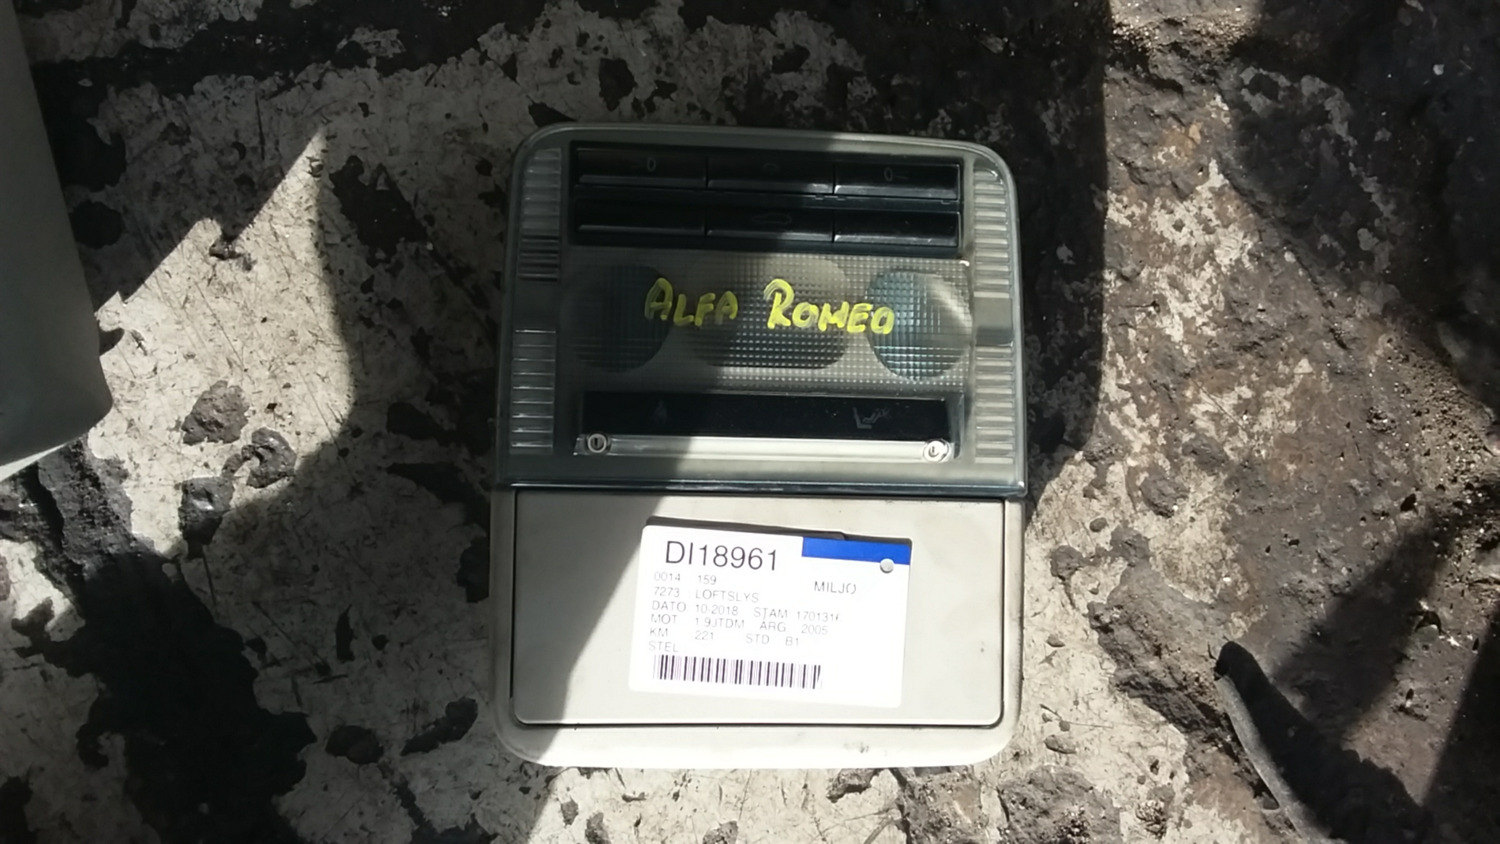 ALFA ROMEO
DI18961
0014 159 MILJO
7273 LOFTSLYS
DATO 10-2018 STAM 1701314
MOT 1.9JTDM ARG 2005
KM 221 STD B1
STEL